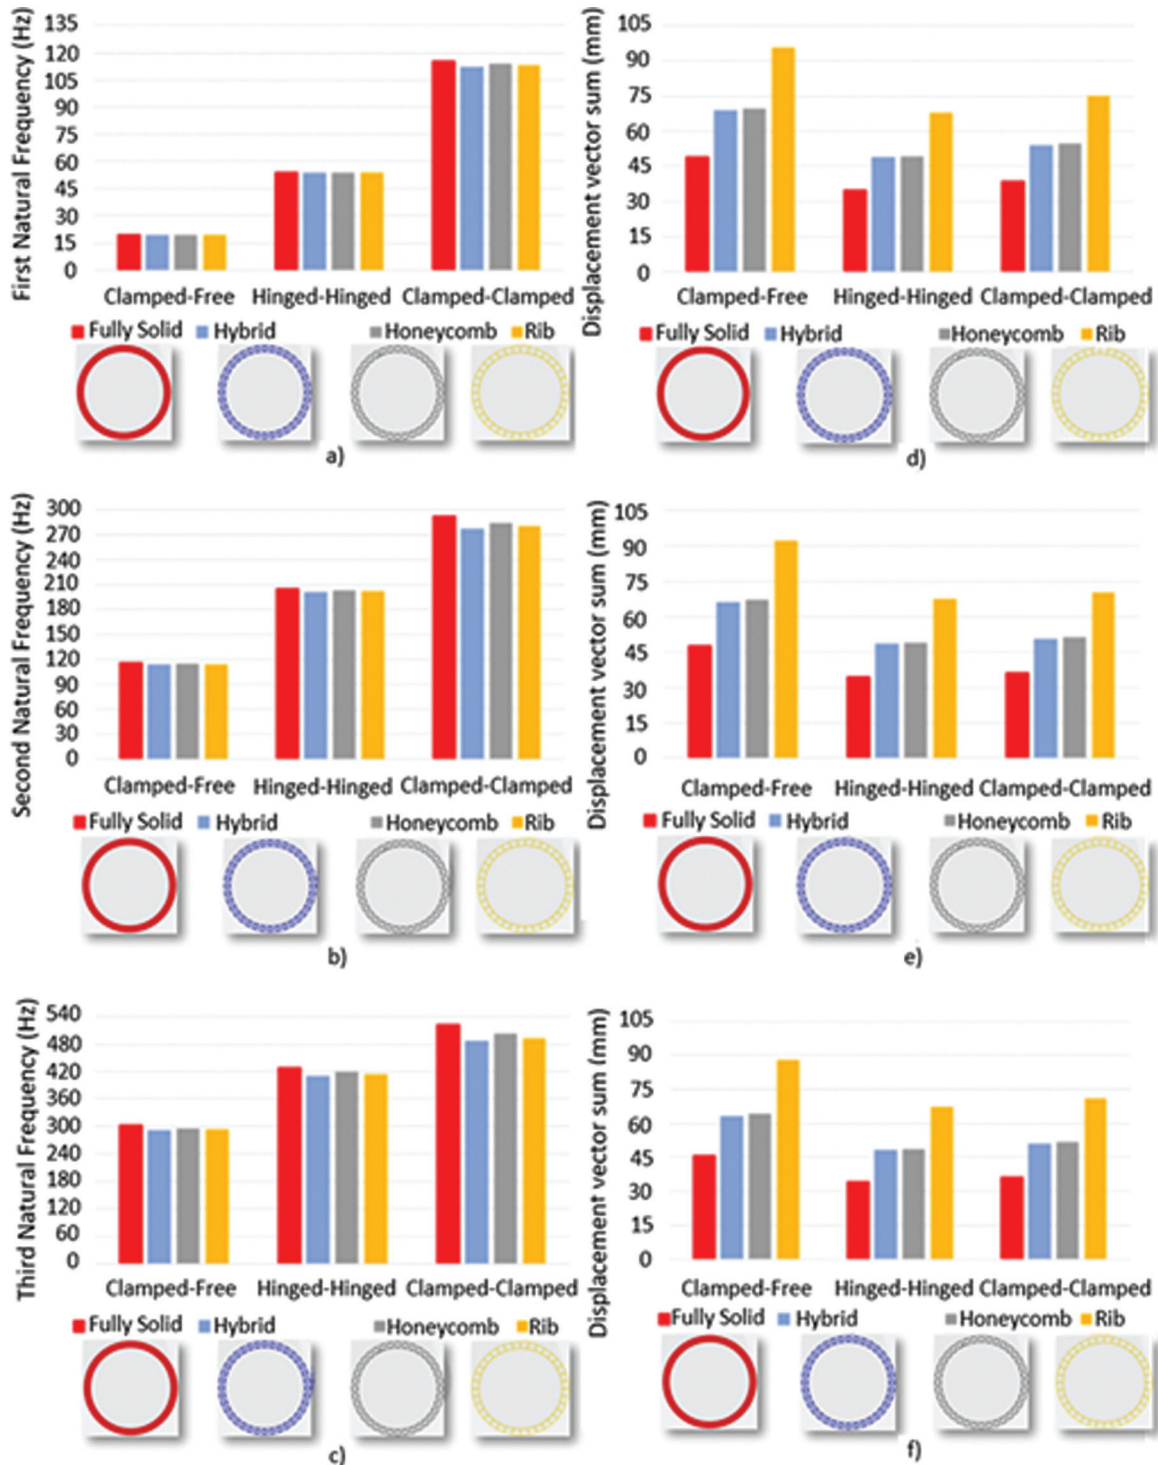 First Natural Frequency (Hz)
135
120
105
90
75
60
45
30
15
0
Clamped-Free Hinged-Hinged Clamped-Clamped
Fully Solid Hybrid Honeycomb Rib
a)
Displacement vector sum (mm)
105
90
75
60
45
30
15
0
Clamped-Free Hinged-Hinged Clamped-Clamped
Fully Solid Hybrid Honeycomb Rib
d)
Second Natural Frequency (Hz)
300
270
240
210
180
150
120
90
60
30
0
Clamped-Free Hinged-Hinged Clamped-Clamped
Fully Solid Hybrid Honeycomb Rib
b)
Displacement vector sum (mm)
105
90
75
60
45
30
15
0
Clamped-Free Hinged-Hinged Clamped-Clamped
Fully Solid Hybrid Honeycomb Rib
e)
Third Natural Frequency (Hz)
540
480
420
360
300
240
180
120
60
0
Clamped-Free Hinged-Hinged Clamped-Clamped
Fully Solid Hybrid Honeycomb Rib
c)
Displacement vector sum (mm)
105
90
75
60
45
30
15
0
Clamped-Free Hinged-Hinged Clamped-Clamped
Fully Solid Hybrid Honeycomb Rib
f)